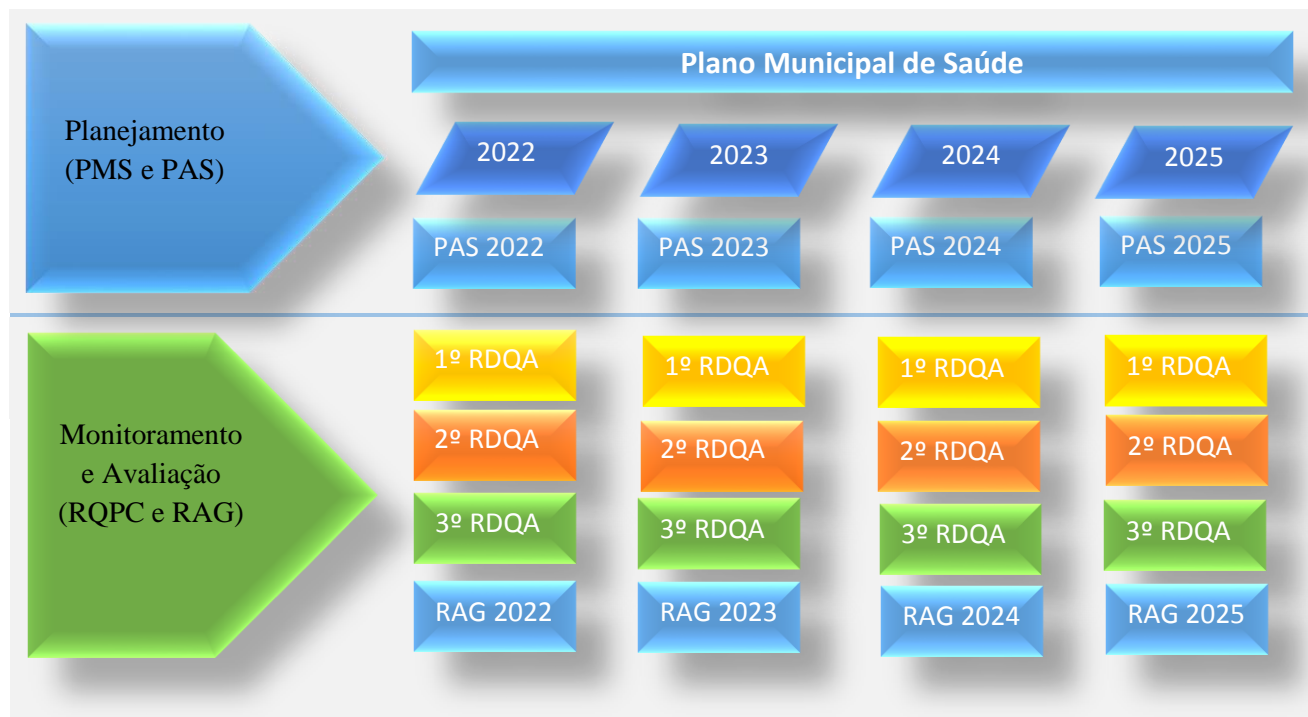 Plano Municipal de Saúde
Planejamento
(PMS e PAS)
2022
2023
2024
2025
PAS 2022
PAS 2023
PAS 2024
PAS 2025
Monitoramento
e Avaliação
(RQPC e RAG)
1º RDQA
1º RDQA
1º RDQA
1º RDQA
2º RDQA
2º RDQA
2º RDQA
2º RDQA
3º RDQA
3º RDQA
3º RDQA
3º RDQA
RAG 2022
RAG 2023
RAG 2024
RAG 2025